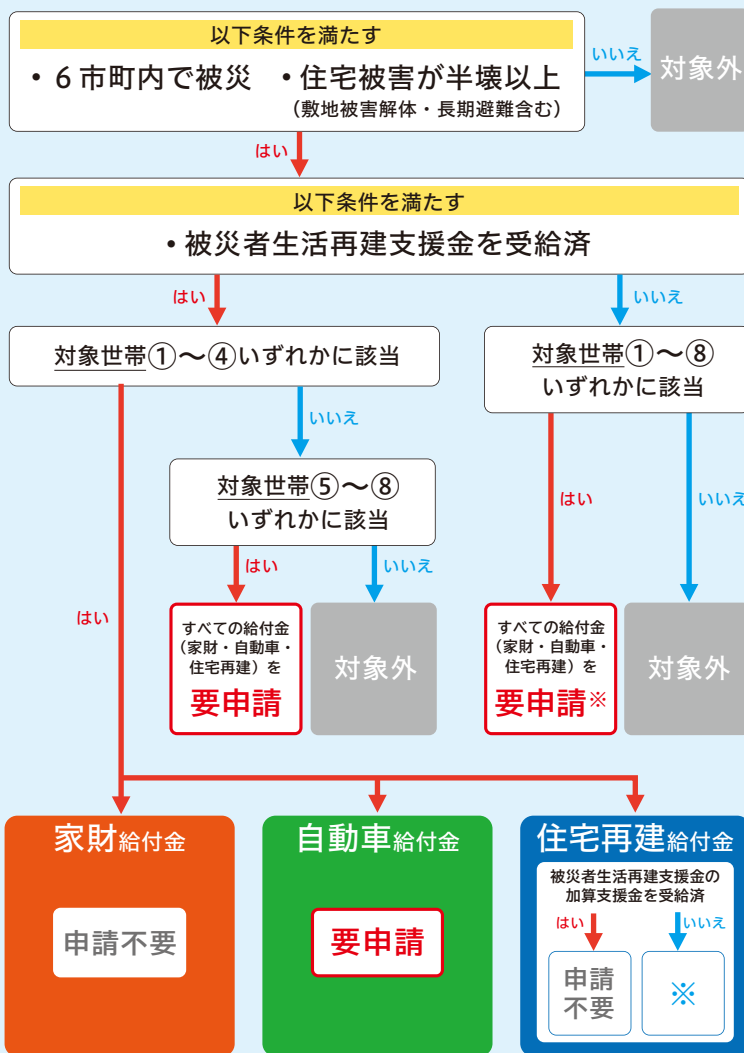 以下条件を満たす
・6市町内で被災 ・住宅被害が半壊以上
（敷地被害解体・長期避難含む）
いいえ
対象外
はい
以下条件を満たす
・被災者生活再建支援金を受給済
はい
いいえ
対象世帯①～④いずれかに該当
対象世帯①～⑧
いずれかに該当
いいえ
対象世帯⑤～⑧
いずれかに該当
はい
いいえ
はい
いいえ
はい
すべての給付金
（家財・自動車・
住宅再建）を
要申請
対象外
すべての給付金
（家財・自動車・
住宅再建）を
要申請※
対象外
家財給付金
申請不要
自動車給付金
要申請
住宅再建給付金
被災者生活再建支援金の
加算支援金を受給済
はい
いいえ
申請
不要
※